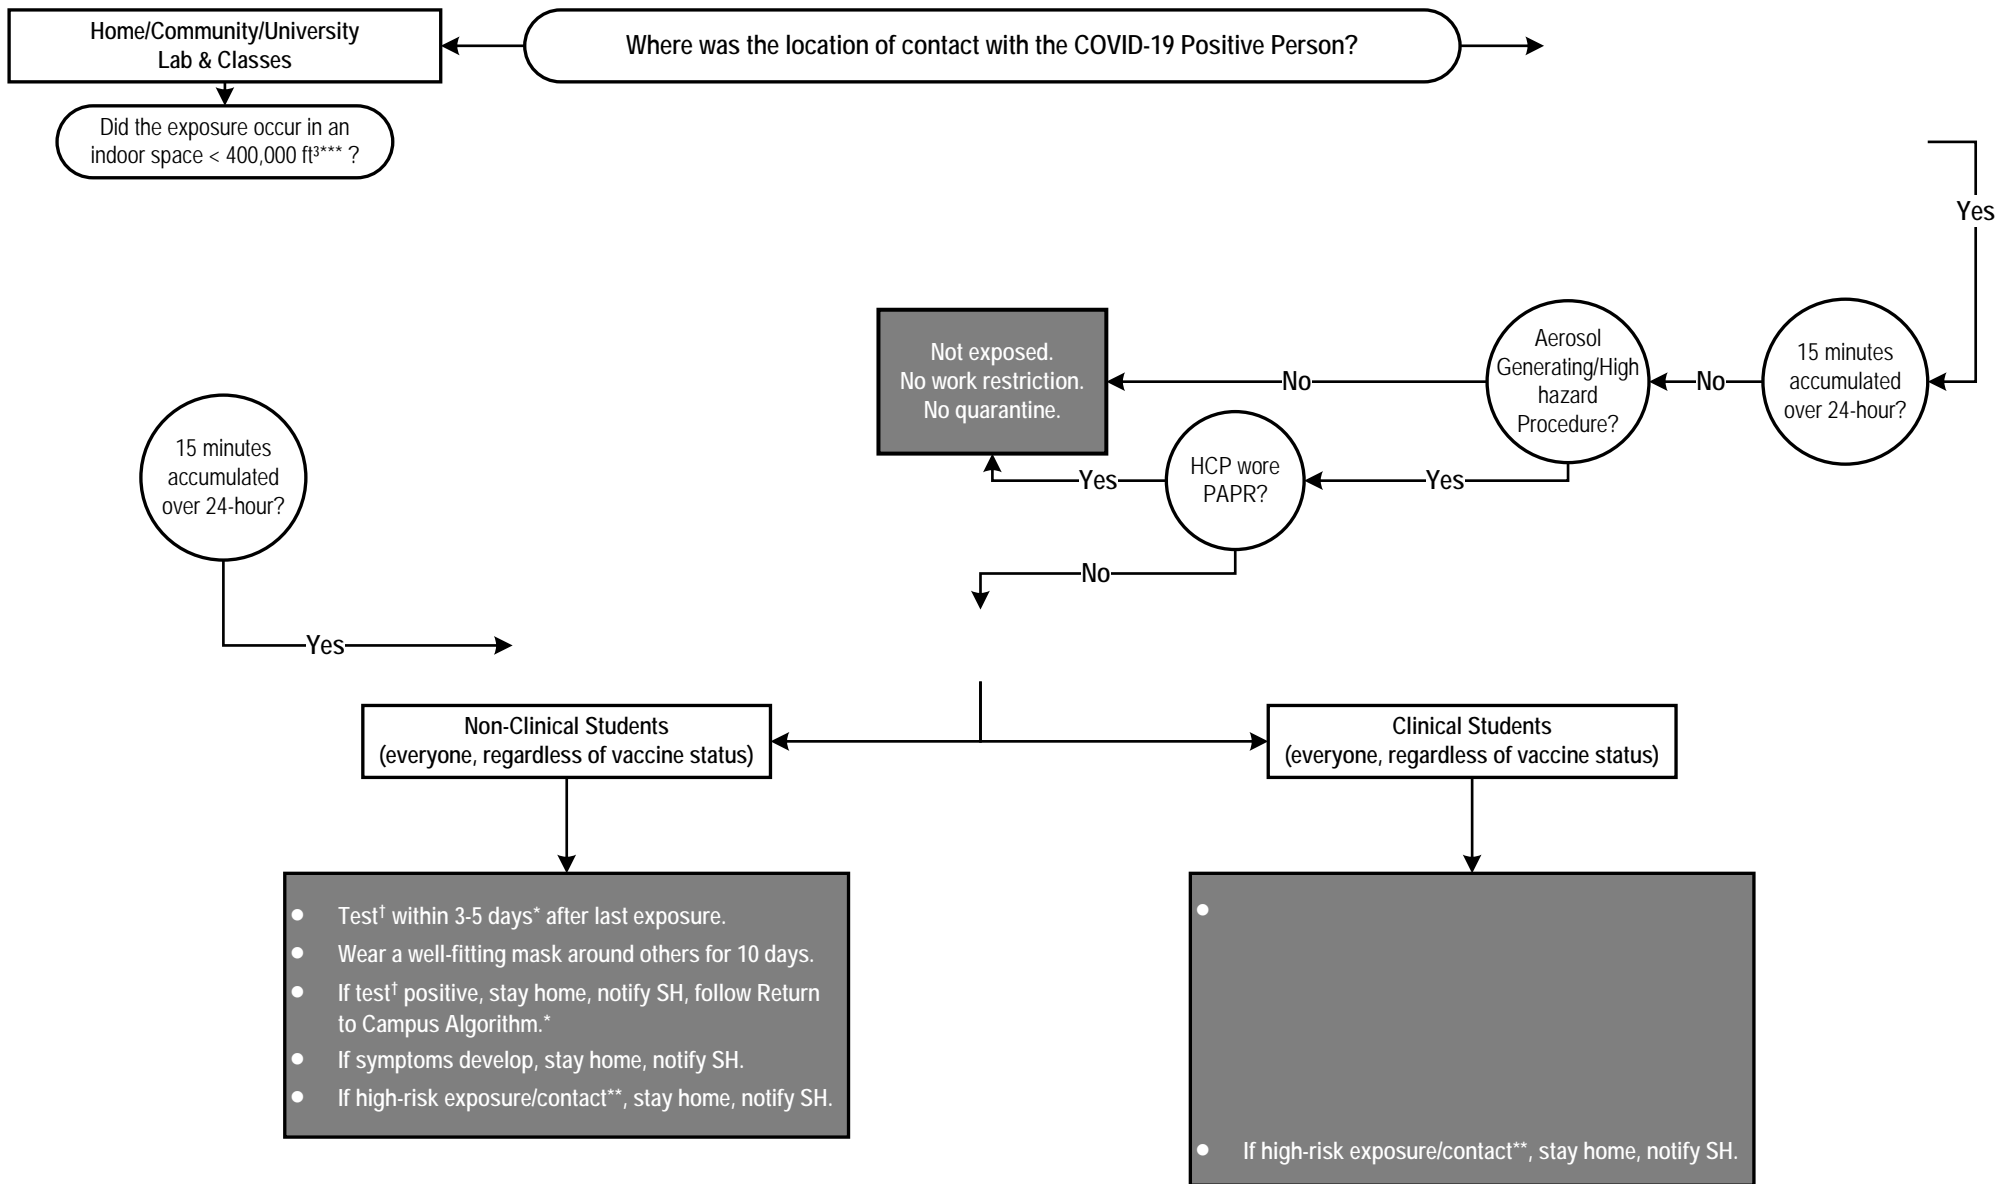 Home/Community/University
Lab & Classes
Where was the location of contact with the COVID-19 Positive Person?
Did the exposure occur in an
indoor space < 400,000 ft³*** ?
Yes
Not exposed.
No work restriction.
No quarantine.
No
Aerosol
Generating/High
hazard
Procedure?
No
15 minutes
accumulated
over 24-hour?
15 minutes
accumulated
over 24-hour?
Yes
HCP wore
PAPR?
Yes
No
Yes
Non-Clinical Students
(everyone, regardless of vaccine status)
Clinical Students
(everyone, regardless of vaccine status)
● Test† within 3-5 days* after last exposure.
● Wear a well-fitting mask around others for 10 days.
● If test† positive, stay home, notify SH, follow Return
to Campus Algorithm.*
● If symptoms develop, stay home, notify SH.
● If high-risk exposure/contact**, stay home, notify SH.
●
● If high-risk exposure/contact**, stay home, notify SH.